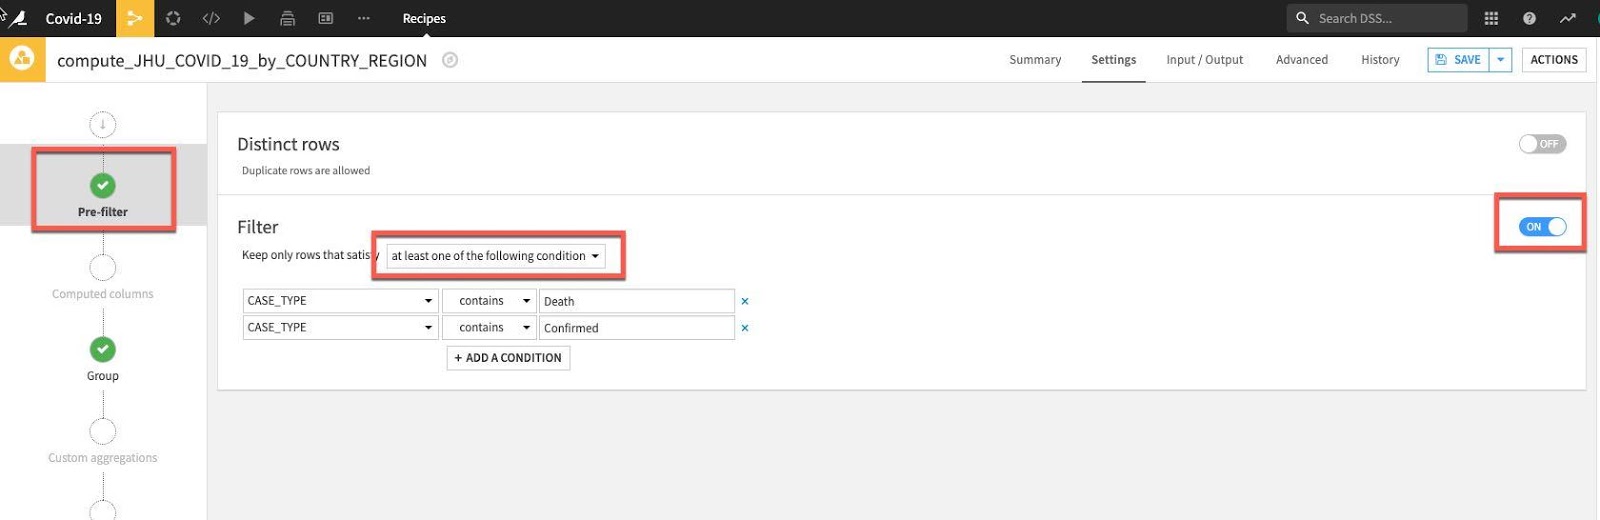 Covid-19 Recipes Search DSS...
compute_JHU_COVID_19_by_COUNTRY_REGION Summary Settings Input / Output Advanced History SAVE ACTIONS
Pre-filter
Computed columns
Group
Custom aggregations
Distinct rows OFF
Duplicate rows are allowed
Filter ON
Keep only rows that satisfy at least one of the following condition
CASE_TYPE contains Death ×
CASE_TYPE contains Confirmed ×
+ ADD A CONDITION